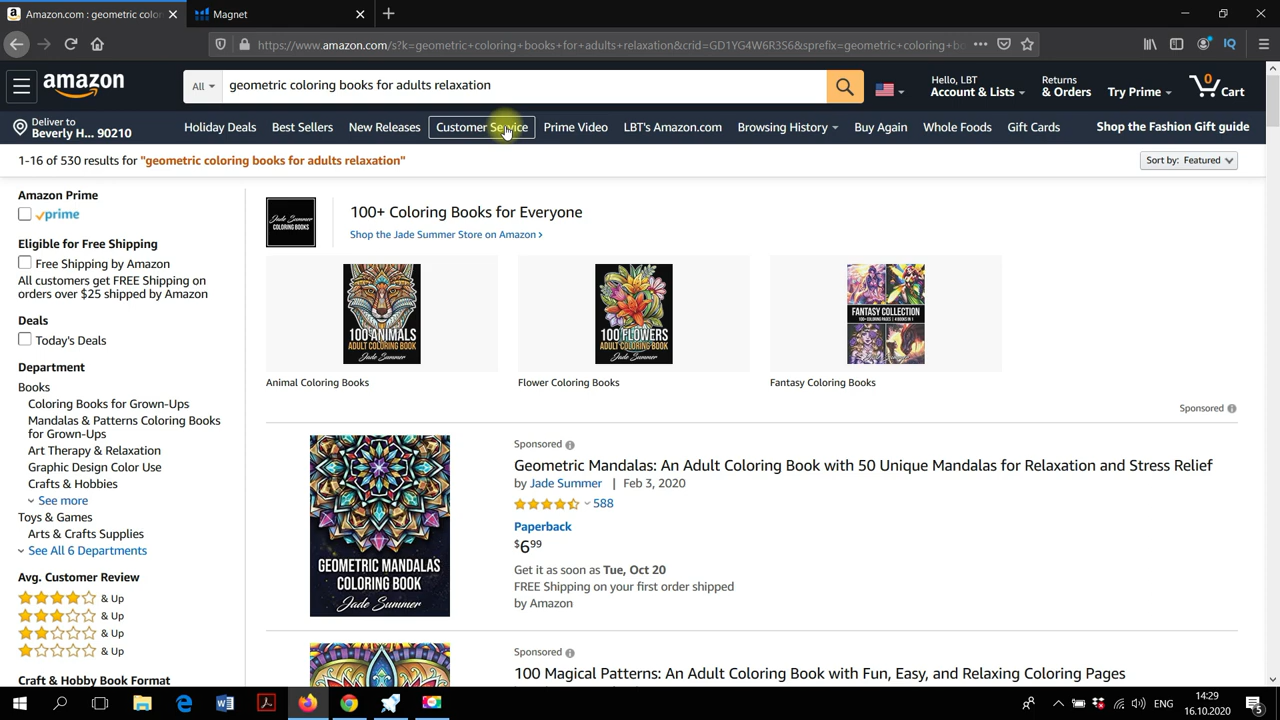 Amazon.com : geometric color
Magnet
https://www.amazon.com/s?k=geometric+coloring+books+for+adults+relaxation&crid=GD1YG4W6R3S6&sprefix=geometric+coloring+b
amazon
All
geometric coloring books for adults relaxation
Hello, LBT
Account & Lists
Returns
& Orders
Try Prime
0
Cart
Deliver to
Beverly H... 90210
Holiday Deals
Best Sellers
New Releases
Customer Service
Prime Video
LBT's Amazon.com
Browsing History
Buy Again
Whole Foods
Gift Cards
Shop the Fashion Gift guide
1-16 of 530 results for "geometric coloring books for adults relaxation"
Sort by: Featured
Amazon Prime
prime
Eligible for Free Shipping
Free Shipping by Amazon
All customers get FREE Shipping on
orders over $25 shipped by Amazon
Deals
Today's Deals
Department
Books
Coloring Books for Grown-Ups
Mandalas & Patterns Coloring Books
for Grown-Ups
Art Therapy & Relaxation
Graphic Design Color Use
Crafts & Hobbies
See more
Toys & Games
Arts & Crafts Supplies
See All 6 Departments
Avg. Customer Review
& Up
& Up
& Up
& Up
Craft & Hobby Book Format
Jade Summer
COLORING BOOKS
100+ Coloring Books for Everyone
Shop the Jade Summer Store on Amazon ›
100 ANIMALS
ADULT COLORING BOOK
Jade Summer
100 FLOWERS
ADULT COLORING BOOK
Jade Summer
FANTASY COLLECTION
100+ COLORING PAGES | 4 BOOKS IN 1
Animal Coloring Books
Flower Coloring Books
Fantasy Coloring Books
Sponsored
GEOMETRIC MANDALAS
COLORING BOOK
Jade Summer
Sponsored
Geometric Mandalas: An Adult Coloring Book with 50 Unique Mandalas for Relaxation and Stress Relief
by Jade Summer | Feb 3, 2020
588
Paperback
$6 99
Get it as soon as Tue, Oct 20
FREE Shipping on your first order shipped
by Amazon
Sponsored
100 Magical Patterns: An Adult Coloring Book with Fun, Easy, and Relaxing Coloring Pages
ENG
14:29
16.10.2020
5